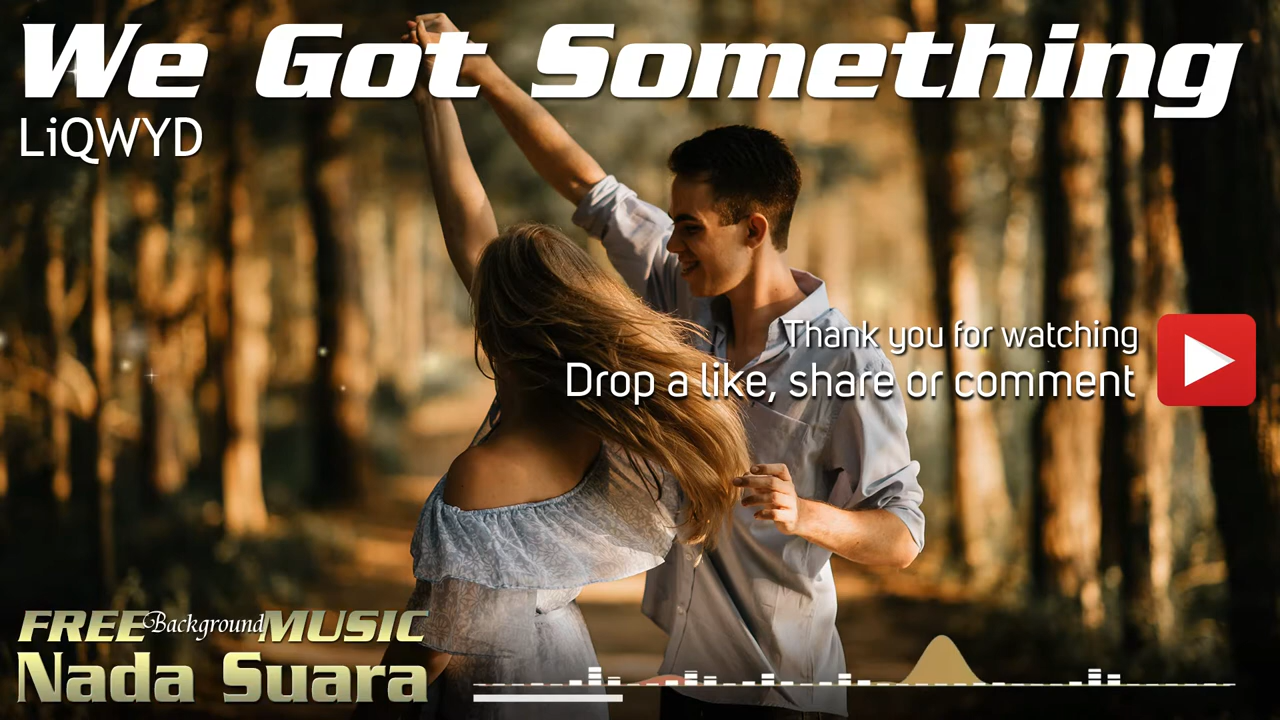 We Got Something
LiQWYD
Thank you for watching
Drop a like, share or comment
FREE Background MUSIC
Nada Suara